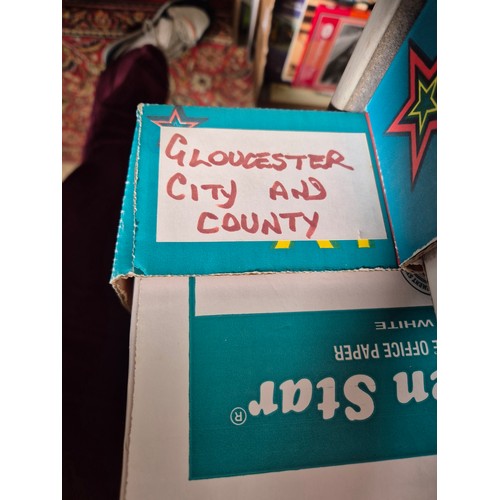 GLOUCESTER
CITY AND
COUNTY
WHITE
E OFFICE PAPER
en Star®